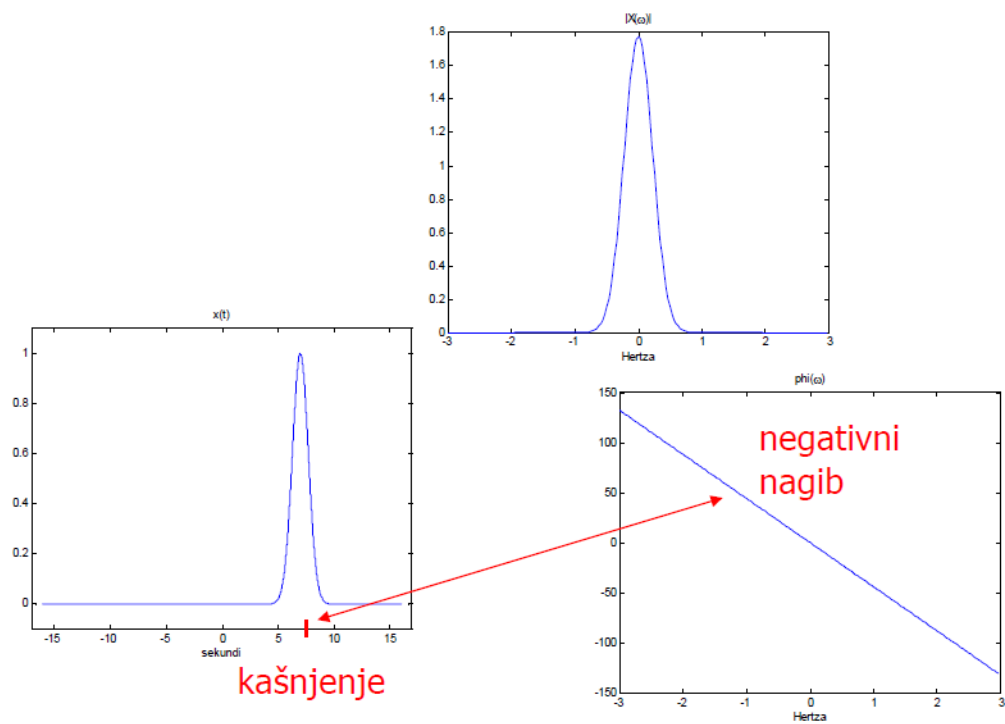 |X(ω)|
1.8
1.6
1.4
1.2
1
0.8
0.6
0.4
0.2
0
-3 -2 -1 0 1 2 3
Hertza
x(t)
1
0.8
0.6
0.4
0.2
0
-15 -10 -5 0 5 10 15
sekundi
kašnjenje
phi(ω)
150
100
50
0
-50
-100
-150
-3 -2 -1 0 1 2 3
Hertza
negativni
nagib